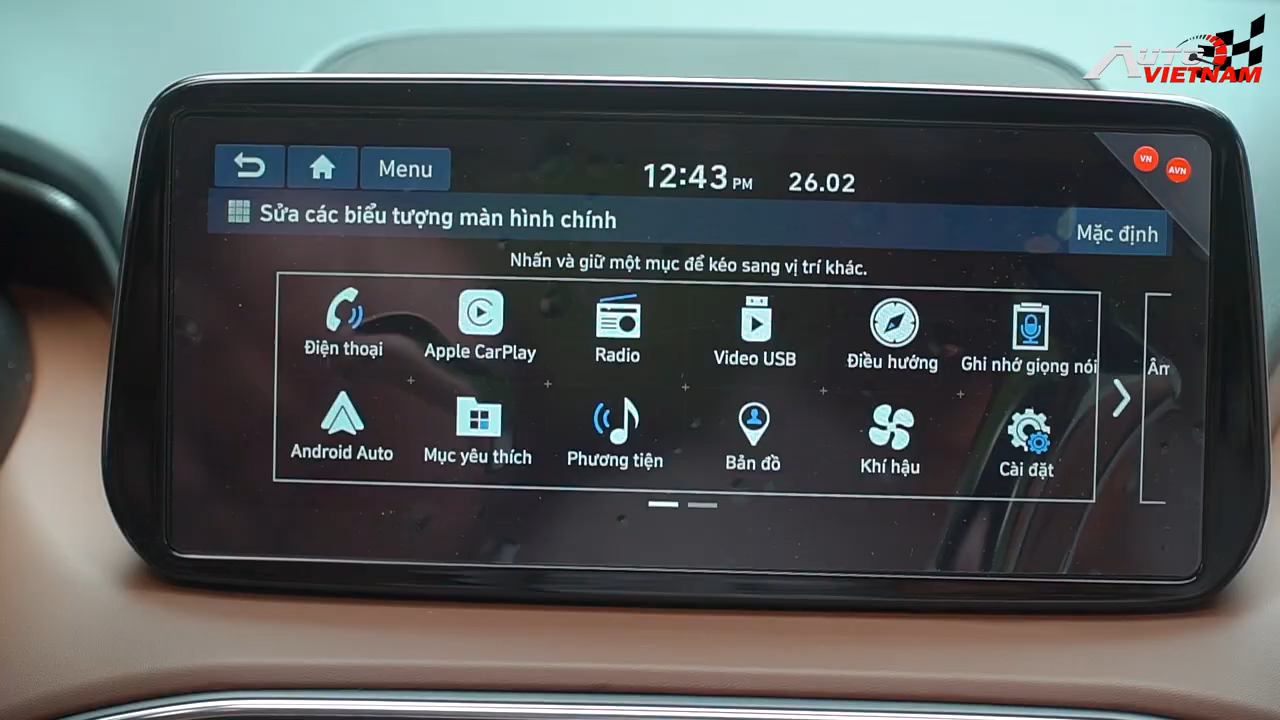 AUTO
VIETNAM
VN
AVN
Menu
12:43 PM
26.02
Sửa các biểu tượng màn hình chính
Mặc định
Nhấn và giữ một mục để kéo sang vị trí khác.
Điện thoại
Apple CarPlay
Radio
Video USB
Điều hướng
Ghi nhớ giọng nói
Android Auto
Mục yêu thích
Phương tiện
Bản đồ
Khí hậu
Cài đặt